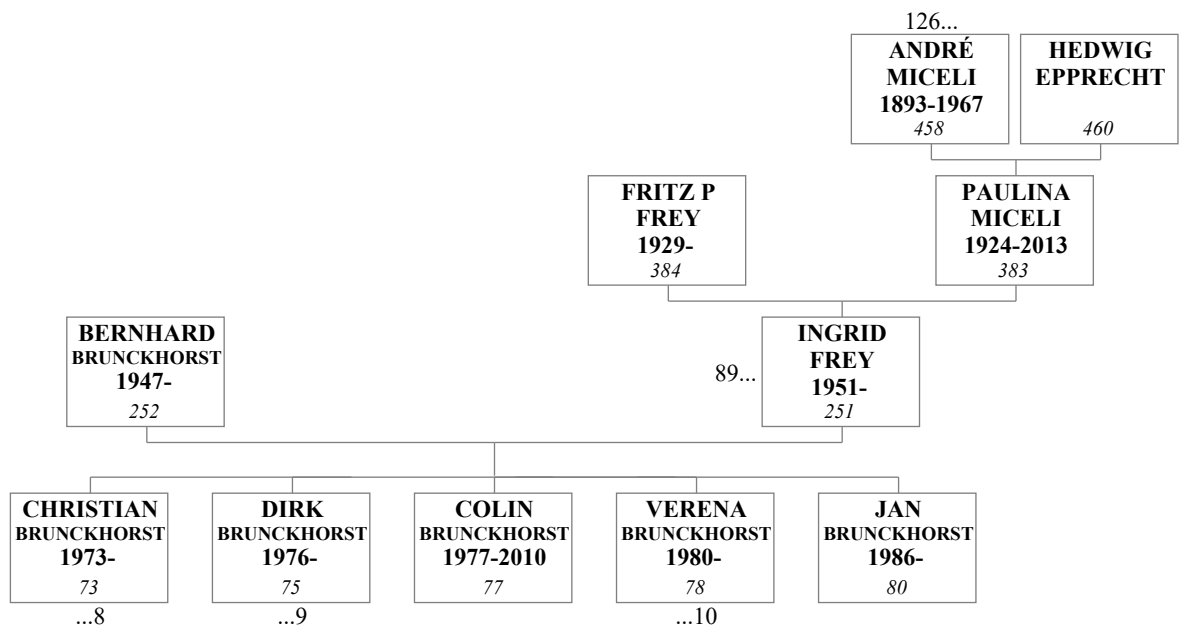 126...
ANDRÉ
MICELI
1893-1967
458
HEDWIG
EPPRECHT
460
FRITZ P
FREY
1929-
384
PAULINA
MICELI
1924-2013
383
BERNHARD
BRUNCKHORST
1947-
252
89...
INGRID
FREY
1951-
251
CHRISTIAN
BRUNCKHORST
1973-
73
...8
DIRK
BRUNCKHORST
1976-
75
...9
COLIN
BRUNCKHORST
1977-2010
77
VERENA
BRUNCKHORST
1980-
78
...10
JAN
BRUNCKHORST
1986-
80